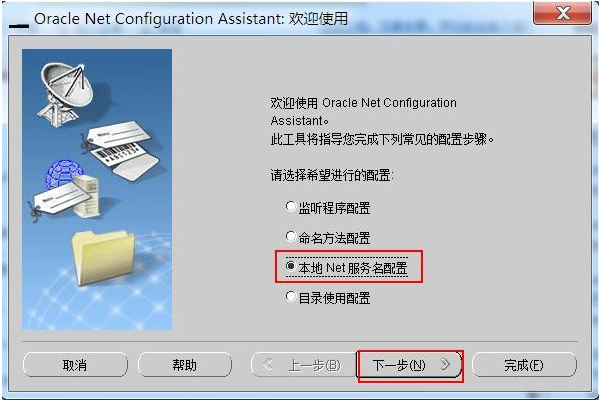 Oracle Net Configuration Assistant: 欢迎使用
欢迎使用 Oracle Net Configuration
Assistant。
此工具将指导您完成下列常见的配置步骤。
请选择希望进行的配置:
监听程序配置
命名方法配置
本地 Net 服务名配置
目录使用配置
取消
帮助
上一步(B)
下一步(N)
完成(F)